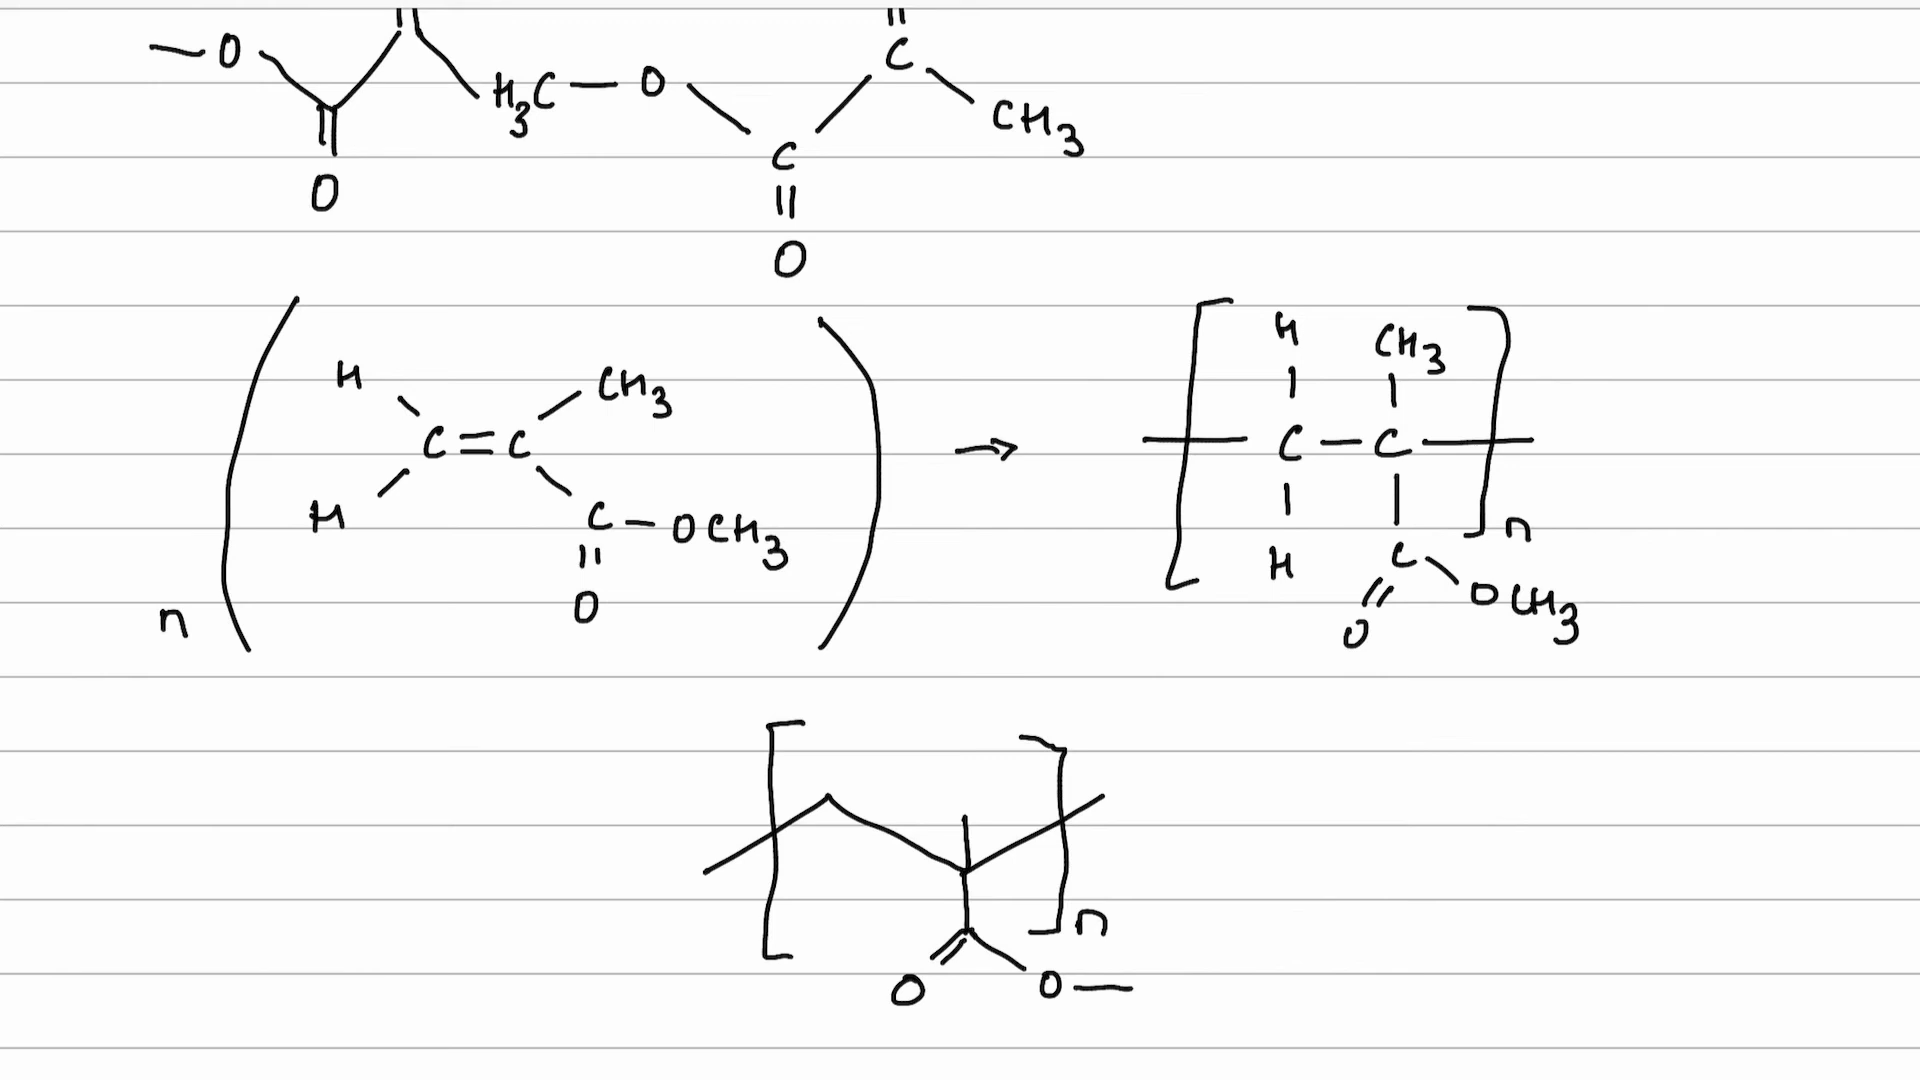 — O H₃C — O C CH₃
C
O O
H CH₃ H CH₃
C = C → — C — C —
H C — OCH₃ n
|| H C
n O O OCH₃
n
O O —